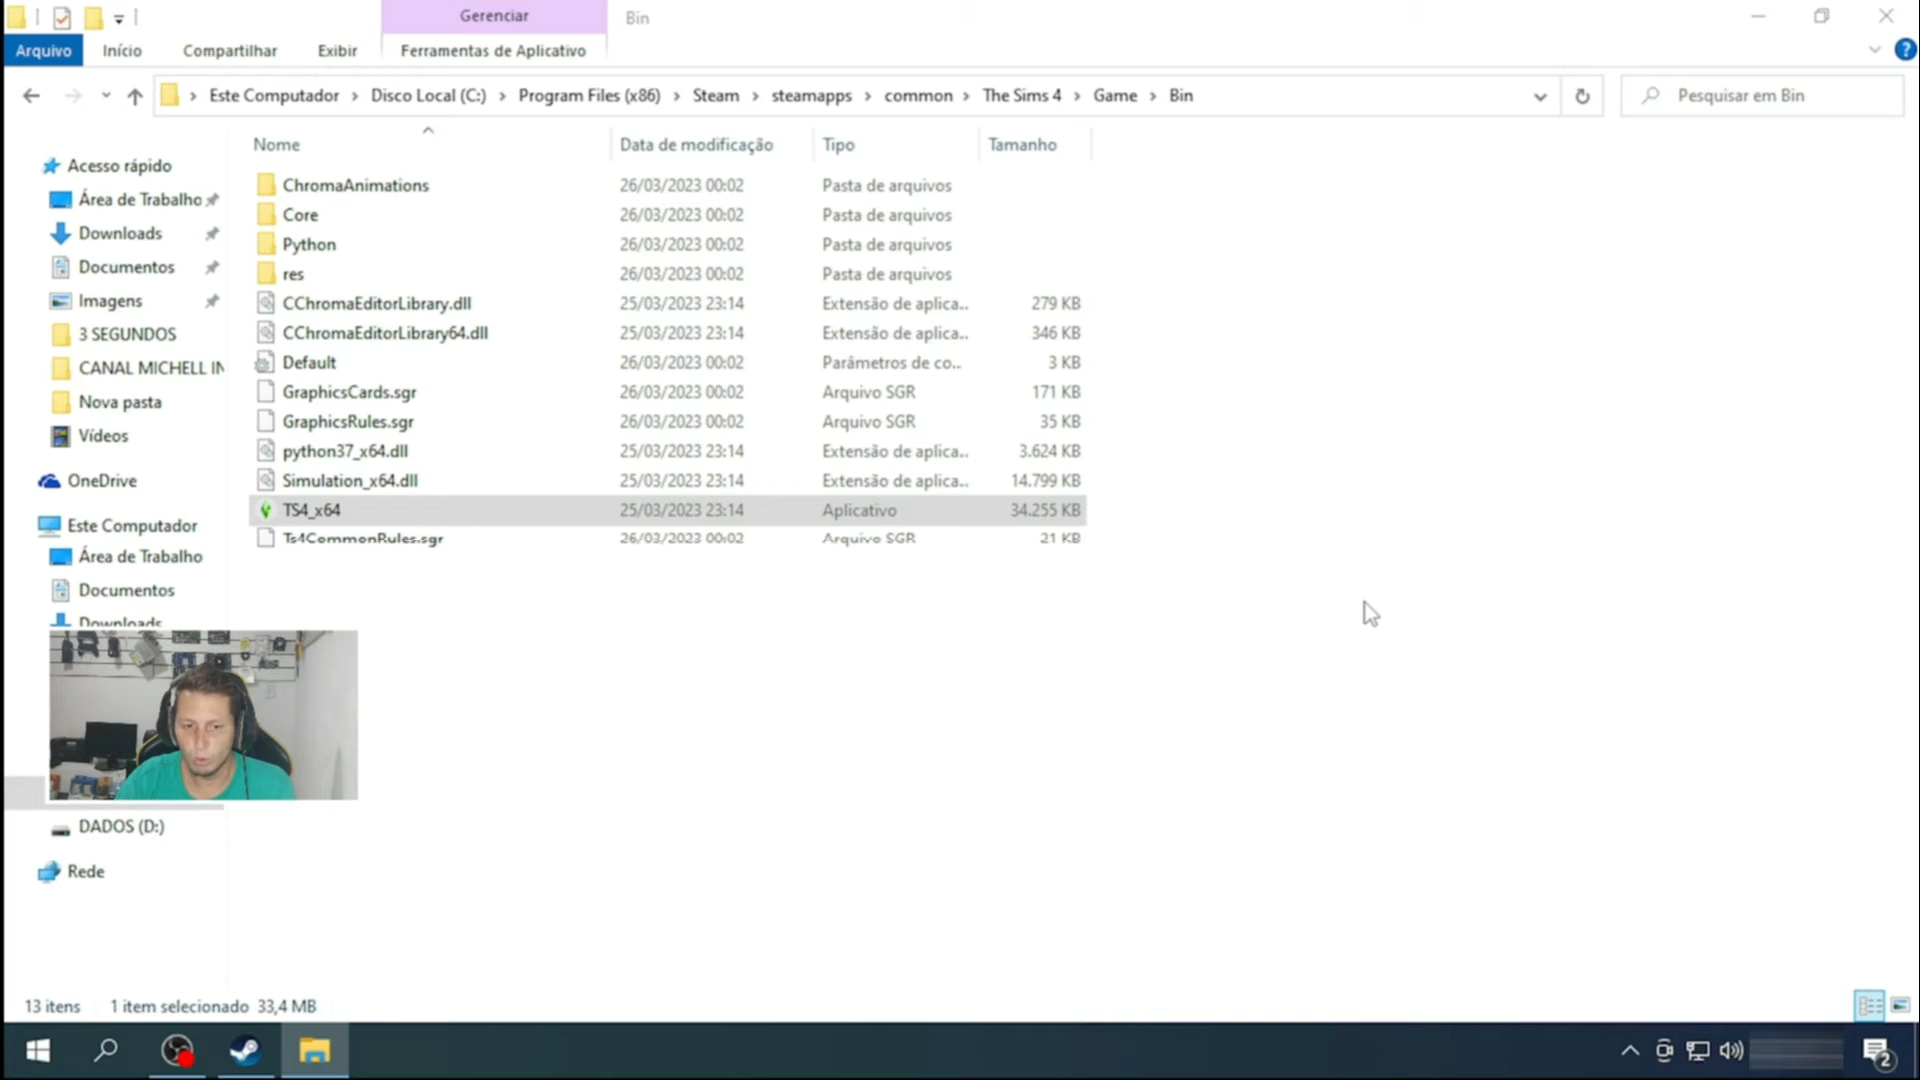 Gerenciar
Bin
Arquivo
Início
Compartilhar
Exibir
Ferramentas de Aplicativo
Este Computador > Disco Local (C:) > Program Files (x86) > Steam > steamapps > common > The Sims 4 > Game > Bin
Pesquisar em Bin
Nome Data de modificação Tipo Tamanho
Acesso rápido
Área de Trabalho
Downloads
Documentos
Imagens
3 SEGUNDOS
CANAL MICHELL IN
Nova pasta
Vídeos
OneDrive
Este Computador
Área de Trabalho
Documentos
Downloads
DADOS (D:)
Rede
ChromaAnimations 26/03/2023 00:02 Pasta de arquivos
Core 26/03/2023 00:02 Pasta de arquivos
Python 26/03/2023 00:02 Pasta de arquivos
res 26/03/2023 00:02 Pasta de arquivos
CChromaEditorLibrary.dll 25/03/2023 23:14 Extensão de aplica... 279 KB
CChromaEditorLibrary64.dll 25/03/2023 23:14 Extensão de aplica... 346 KB
Default 26/03/2023 00:02 Parâmetros de co... 3 KB
GraphicsCards.sgr 26/03/2023 00:02 Arquivo SGR 171 KB
GraphicsRules.sgr 26/03/2023 00:02 Arquivo SGR 35 KB
python37_x64.dll 25/03/2023 23:14 Extensão de aplica... 3.624 KB
Simulation_x64.dll 25/03/2023 23:14 Extensão de aplica... 14.799 KB
TS4_x64 25/03/2023 23:14 Aplicativo 34.255 KB
Ts4CommonRules.sgr 26/03/2023 00:02 Arquivo SGR 21 KB
13 itens 1 item selecionado 33,4 MB
2